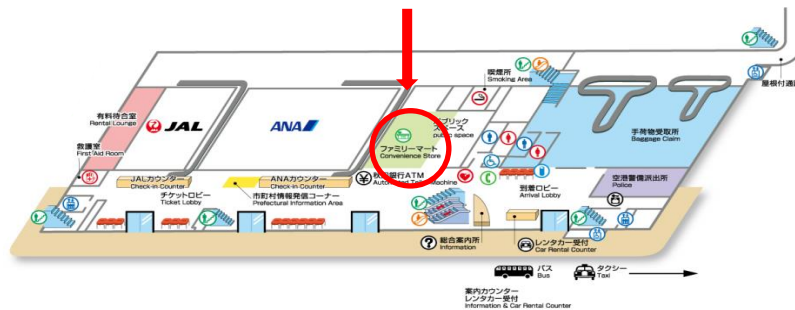 喫煙所
Smoking Area
屋根付通路
有料待合室
Rental Lounge
JAL
ANA
パブリック
スペース
public space
手荷物受取所
Baggage Claim
救護室
First Aid Room
ファミリーマート
Convenience Store
JALカウンター
Check-in Counter
ANAカウンター
Check-in Counter
秋田銀行ATM
Automated Teller Machine
チケットロビー
Ticket Lobby
市町村情報発信コーナー
Prefectural Information Area
到着ロビー
Arrival Lobby
空港警備派出所
Police
?
総合案内所
Information
レンタカー受付
Car Rental Counter
バス
Bus
タクシー
Taxi
案内カウンター
レンタカー受付
Information & Car Rental Counter